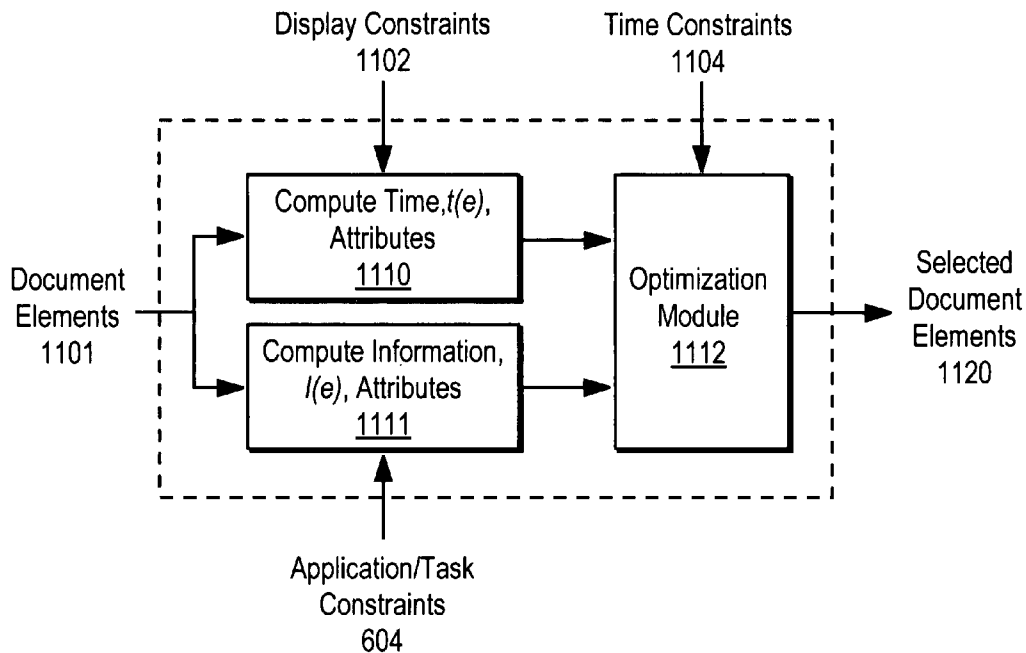 Display Constraints
1102
Time Constraints
1104
Compute Time,t(e),
Attributes
1110
Document
Elements
1101
Compute Information,
I(e), Attributes
1111
Optimization
Module
1112
Selected
Document
Elements
1120
Application/Task
Constraints
604